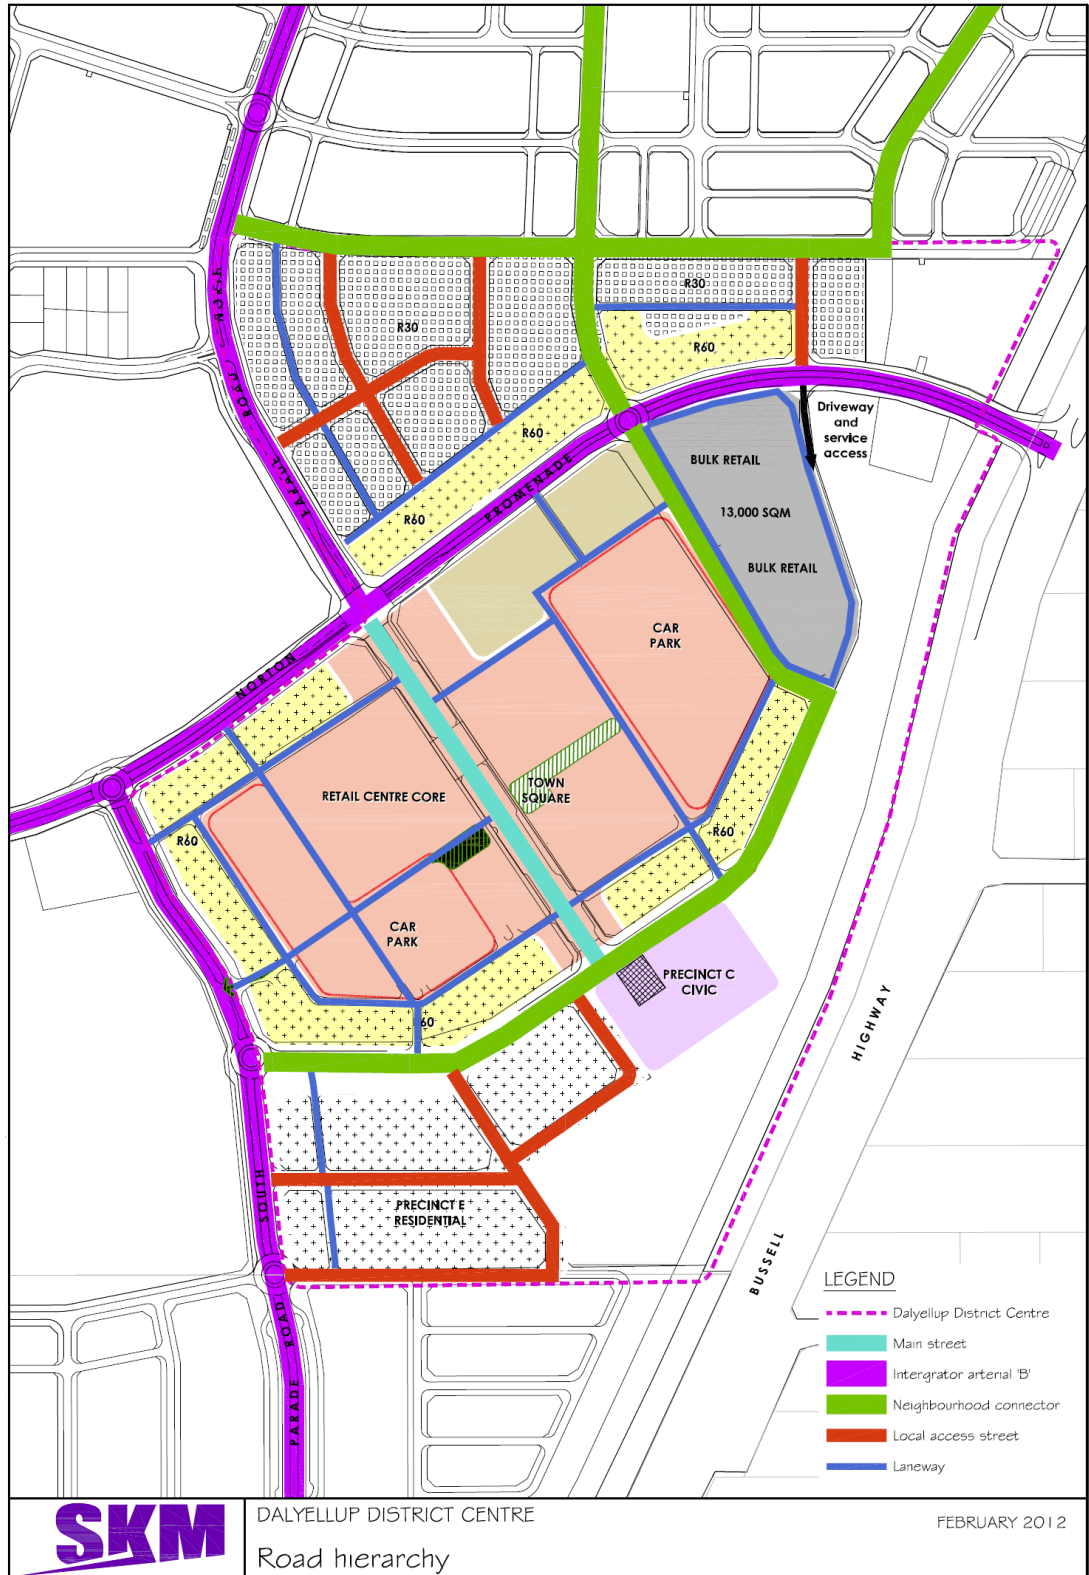 R30
R30
R60
R60
R60
Driveway
and
service
access
BULK RETAIL
13,000 SQM
BULK RETAIL
NORTON
PROMENADE
CAR
PARK
RETAIL CENTRE CORE
TOWN
SQUARE
R60
R60
CAR
PARK
PRECINCT C
CIVIC
60
PRECINCT E
RESIDENTIAL
SOUTH
PARADE ROAD
BUSSELL
HIGHWAY
LEGEND
Dalyellup District Centre
Main street
Intergrator arterial 'B'
Neighbourhood connector
Local access street
Laneway
SKM
DALYELLUP DISTRICT CENTRE
FEBRUARY 2012
Road hierarchy